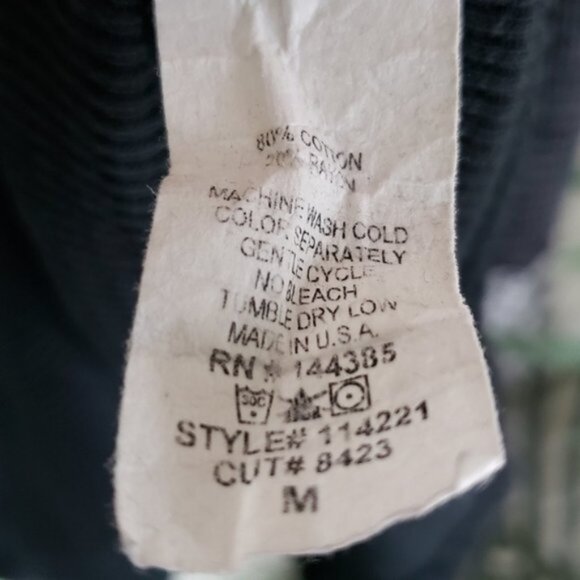 80% COTTON
20% RAYON
MACHINE WASH COLD
COLOR SEPARATELY
GENTLE CYCLE
NO BLEACH
TUMBLE DRY LOW
MADE IN U.S.A.
RN # 144385
30C
STYLE# 114221
CUT# 8423
M